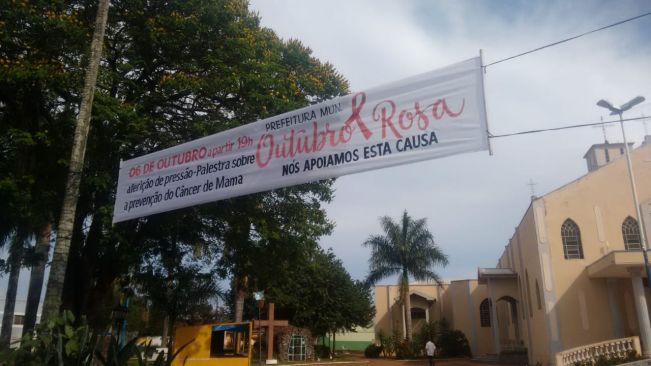 06 DE OUTUBRO a partir 19h
aferição de pressão-Palestra sobre
a prevenção do Câncer de Mama
PREFEITURA MUN.
Outubro Rosa
NÓS APOIAMOS ESTA CAUSA